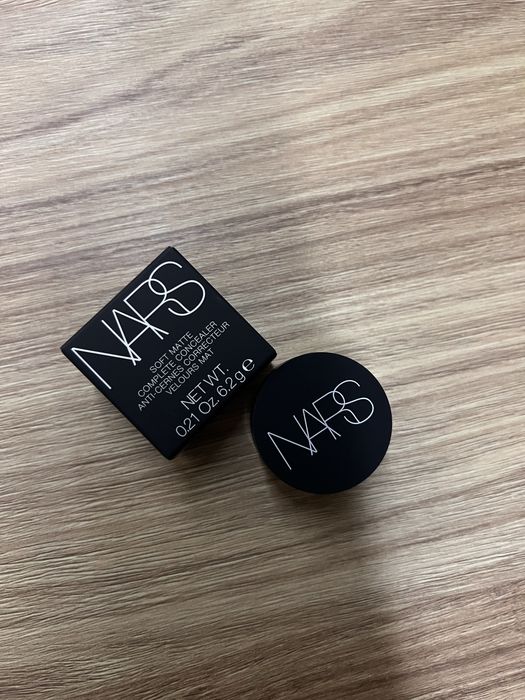 NARS
SOFT MATTE
COMPLETE CONCEALER
ANTI-CERNES CORRECTEUR
VELOURS MAT
NET WT.
0.21 Oz. 6.2g ℮
NARS